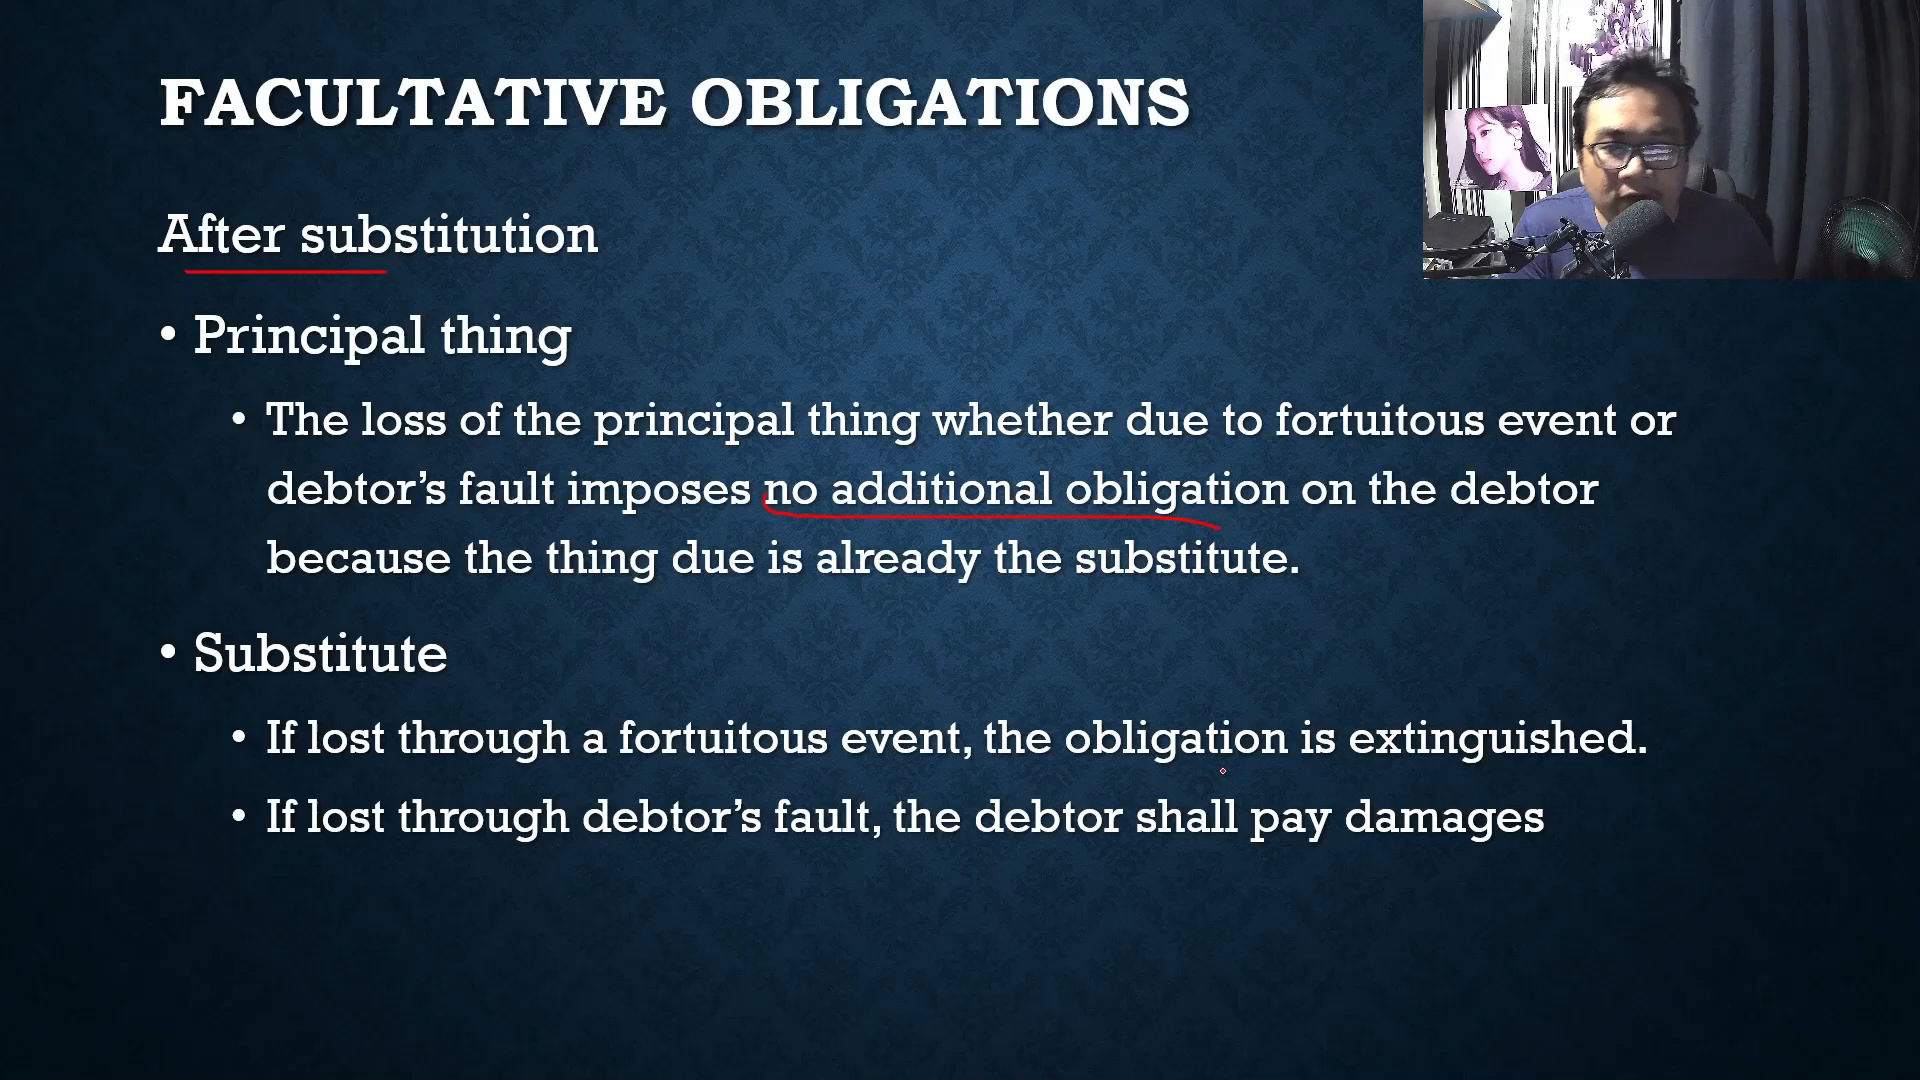 FACULTATIVE OBLIGATIONS
After substitution
• Principal thing
• The loss of the principal thing whether due to fortuitous event or
debtor’s fault imposes no additional obligation on the debtor
because the thing due is already the substitute.
• Substitute
• If lost through a fortuitous event, the obligation is extinguished.
• If lost through debtor’s fault, the debtor shall pay damages